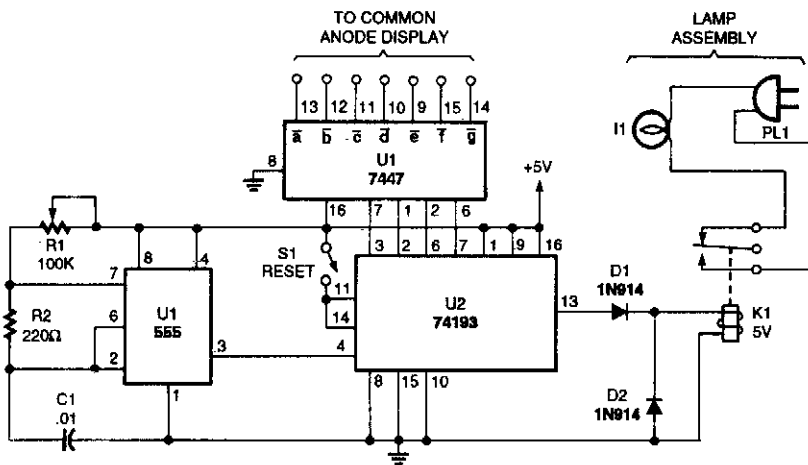 TO COMMON
ANODE DISPLAY
LAMP
ASSEMBLY
13 12 11 10 9 15 14
a̅ b̅ c̅ d̅ e̅ f̅ g̅
U1
7447
8
16 7 1 2 6
I1
PL1
+5V
R1
100K
8 4
S1
RESET
3 2 6 7 1 9 16
7
6
2
U1
555
3
1
R2
220Ω
C1
.01
11
14
4
U2
74193
13
8 15 10
D1
1N914
D2
1N914
K1
5V